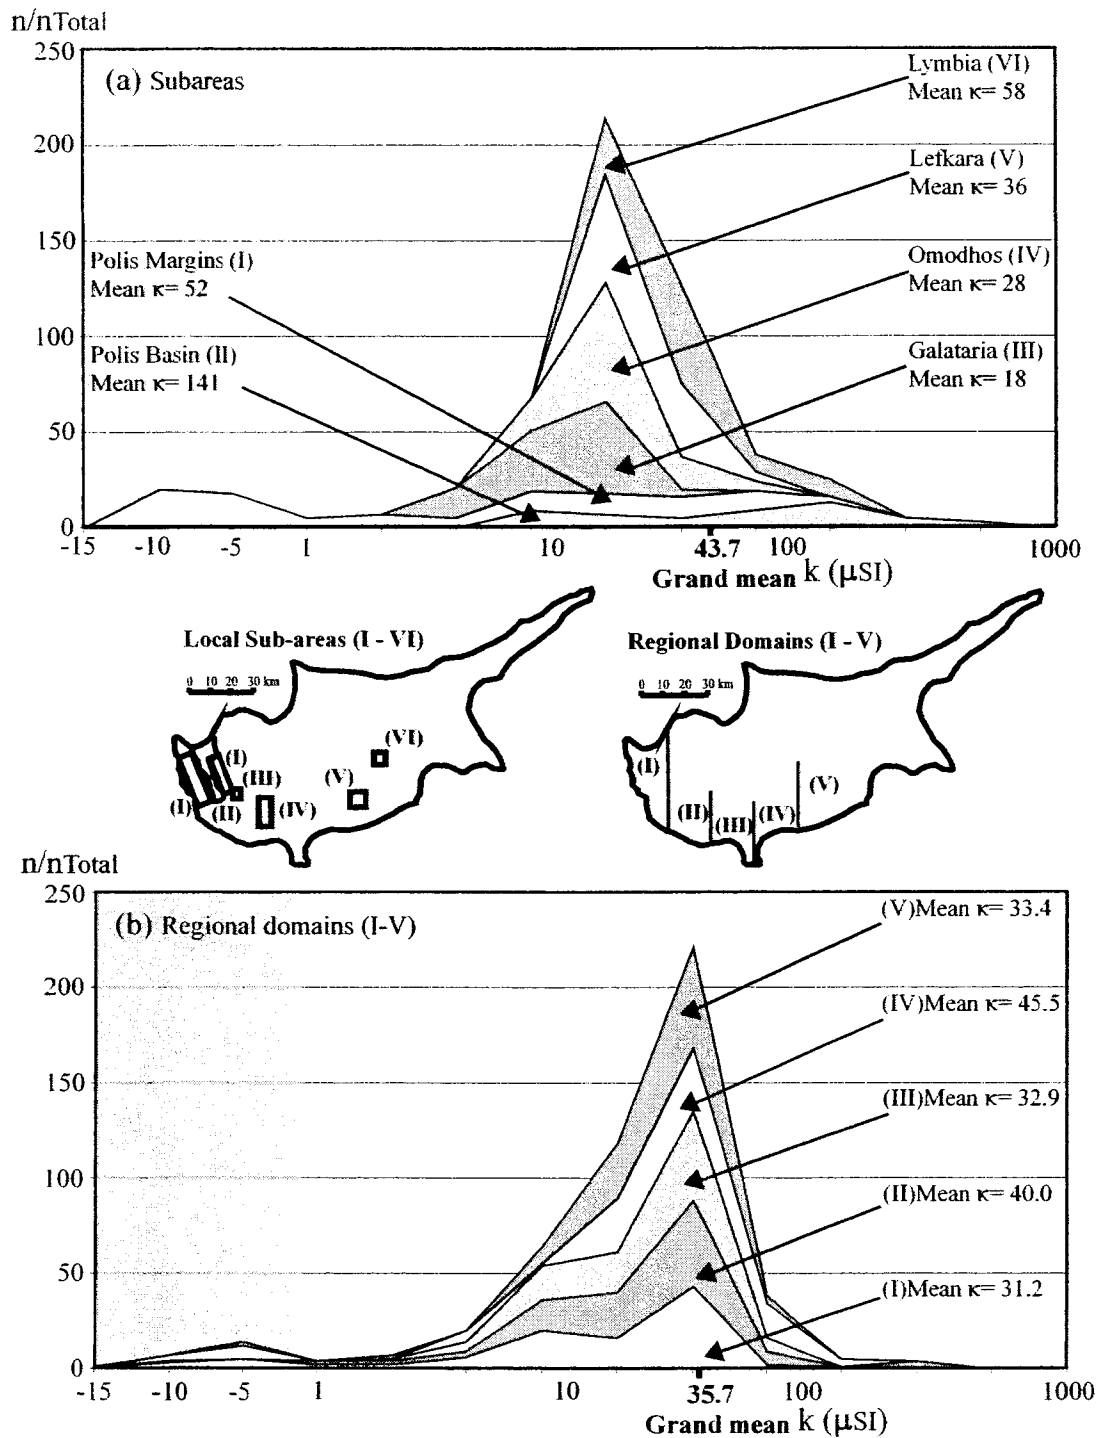 n/nTotal
250
200
150
100
50
0
(a) Subareas
Lymbia (VI)
Mean κ= 58
Lefkara (V)
Mean κ= 36
Polis Margins (I)
Mean κ= 52
Omodhos (IV)
Mean κ= 28
Polis Basin (II)
Mean κ= 141
Galataria (III)
Mean κ= 18
-15 -10 -5 1 10 43.7 100 1000
Grand mean k (μSI)
Local Sub-areas (I - VI)
0 10 20 30 km
(I)
(VI)
(III)
(V)
(I)
(II)
(IV)
Regional Domains (I - V)
0 10 20 30 km
(I)
(V)
(II)
(III)
(IV)
n/nTotal
250
200
150
100
50
0
(b) Regional domains (I-V)
(V)Mean κ= 33.4
(IV)Mean κ= 45.5
(III)Mean κ= 32.9
(II)Mean κ= 40.0
(I)Mean κ= 31.2
-15 -10 -5 1 10 35.7 100 1000
Grand mean k (μSI)